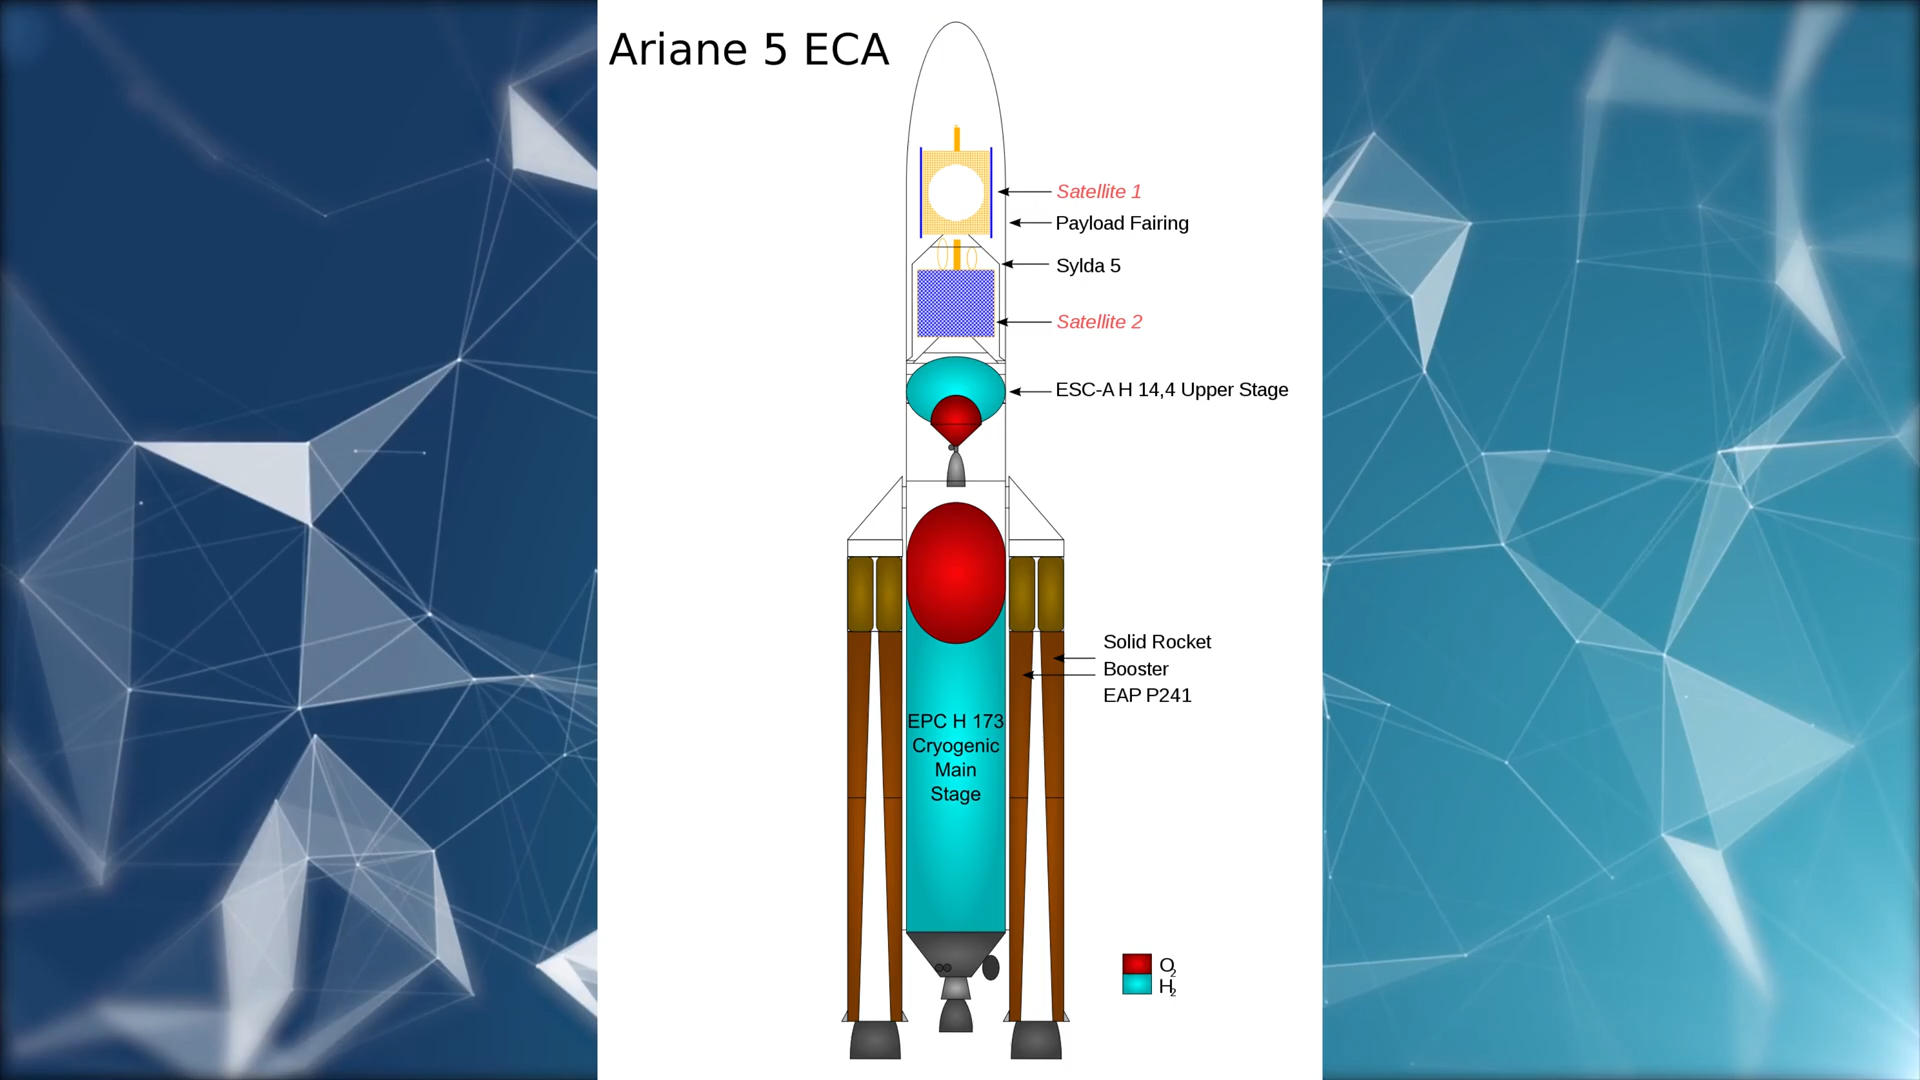 Ariane 5 ECA
Satellite 1
Payload Fairing
Sylda 5
Satellite 2
ESC-A H 14,4 Upper Stage
Solid Rocket
Booster
EAP P241
EPC H 173
Cryogenic
Main
Stage
O2
H2